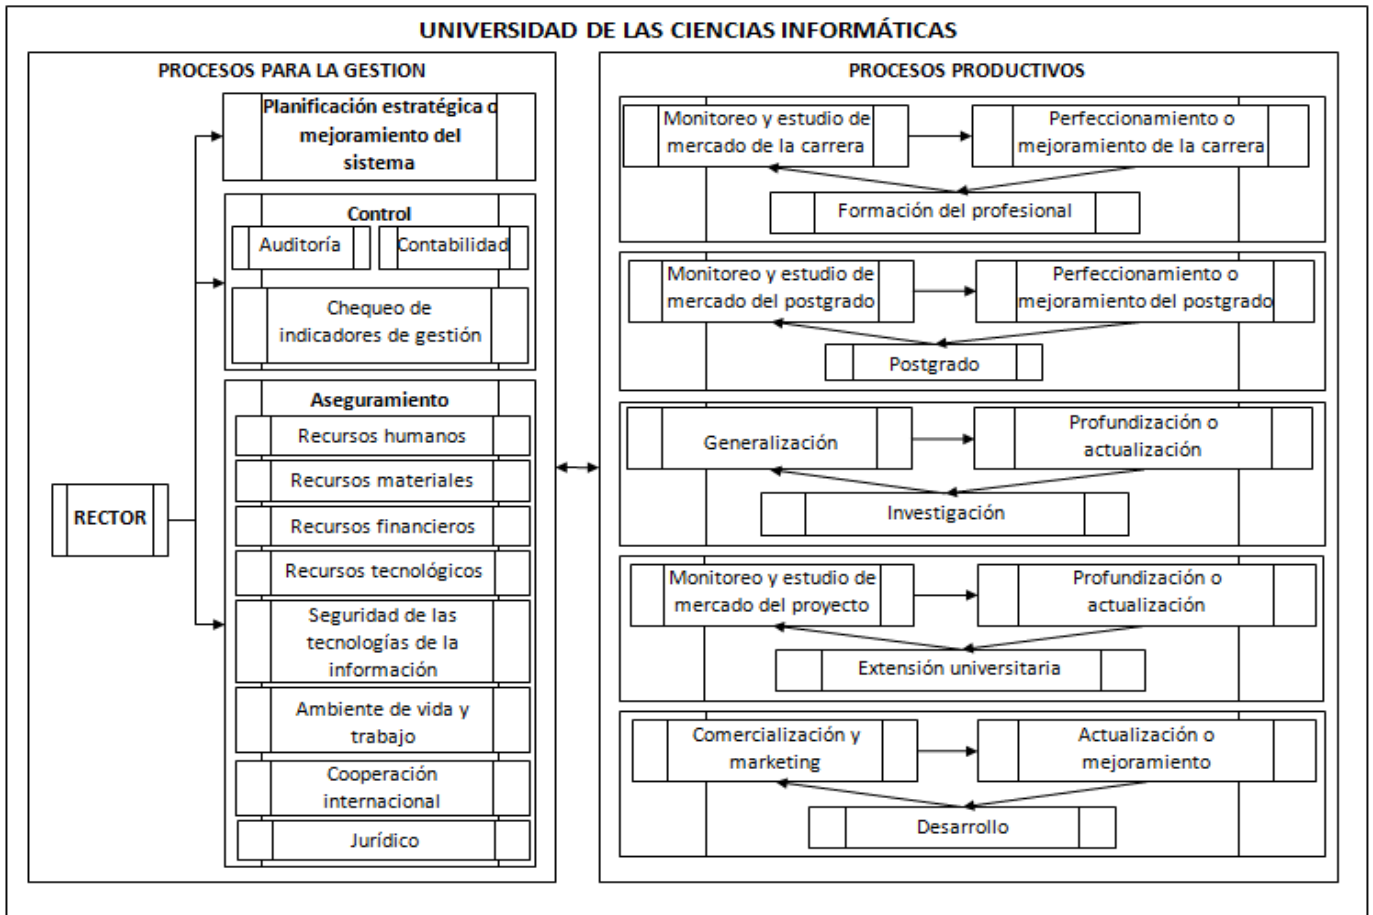 UNIVERSIDAD DE LAS CIENCIAS INFORMÁTICAS
PROCESOS PARA LA GESTION
Planificación estratégica o
mejoramiento del
sistema
Control
Auditoría
Contabilidad
Chequeo de
indicadores de gestión
Aseguramiento
Recursos humanos
Recursos materiales
RECTOR
Recursos financieros
Recursos tecnológicos
Seguridad de las
tecnologías de la
información
Ambiente de vida y
trabajo
Cooperación
internacional
Jurídico
PROCESOS PRODUCTIVOS
Monitoreo y estudio de
mercado de la carrera
Perfeccionamiento o
mejoramiento de la carrera
Formación del profesional
Monitoreo y estudio de
mercado del postgrado
Perfeccionamiento o
mejoramiento del postgrado
Postgrado
Generalización
Profundización o
actualización
Investigación
Monitoreo y estudio de
mercado del proyecto
Profundización o
actualización
Extensión universitaria
Comercialización y
marketing
Actualización o
mejoramiento
Desarrollo